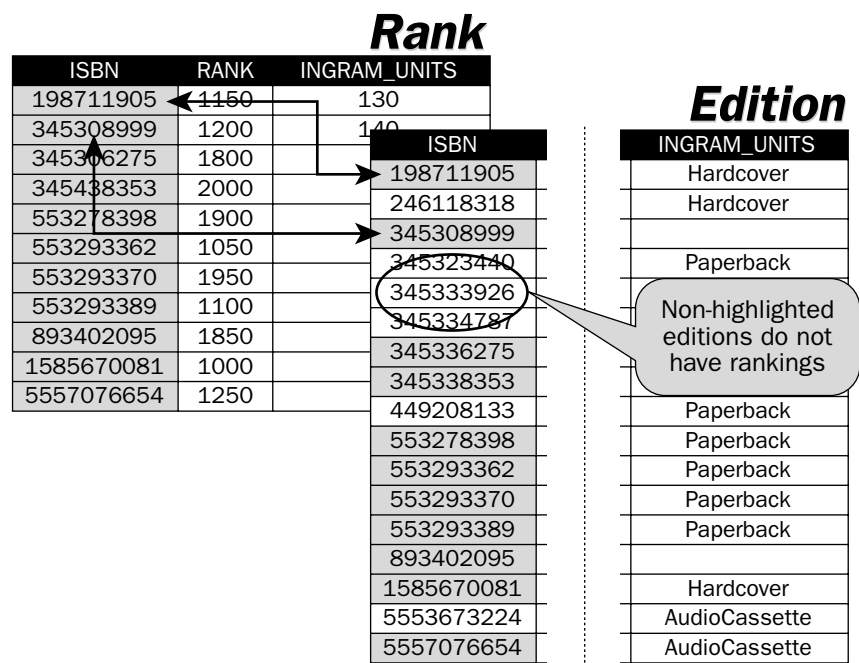 Rank
ISBN RANK INGRAM_UNITS
198711905 1150 130
345308999 1200 140
1800
2000
553278398 1900
553293362 1050
553293370 1950
553293389 1100
893402095 1850
1585670081 1000
5557076654 1250
Edition
ISBN INGRAM_UNITS
198711905 Hardcover
246118318 Hardcover
345308999
345323440 Paperback
345333926
345334787
345336275
345338353
449208133 Paperback
553278398 Paperback
553293362 Paperback
553293370 Paperback
553293389 Paperback
893402095
1585670081 Hardcover
5553673224 AudioCassette
5557076654 AudioCassette
Non-highlighted
editions do not
have rankings